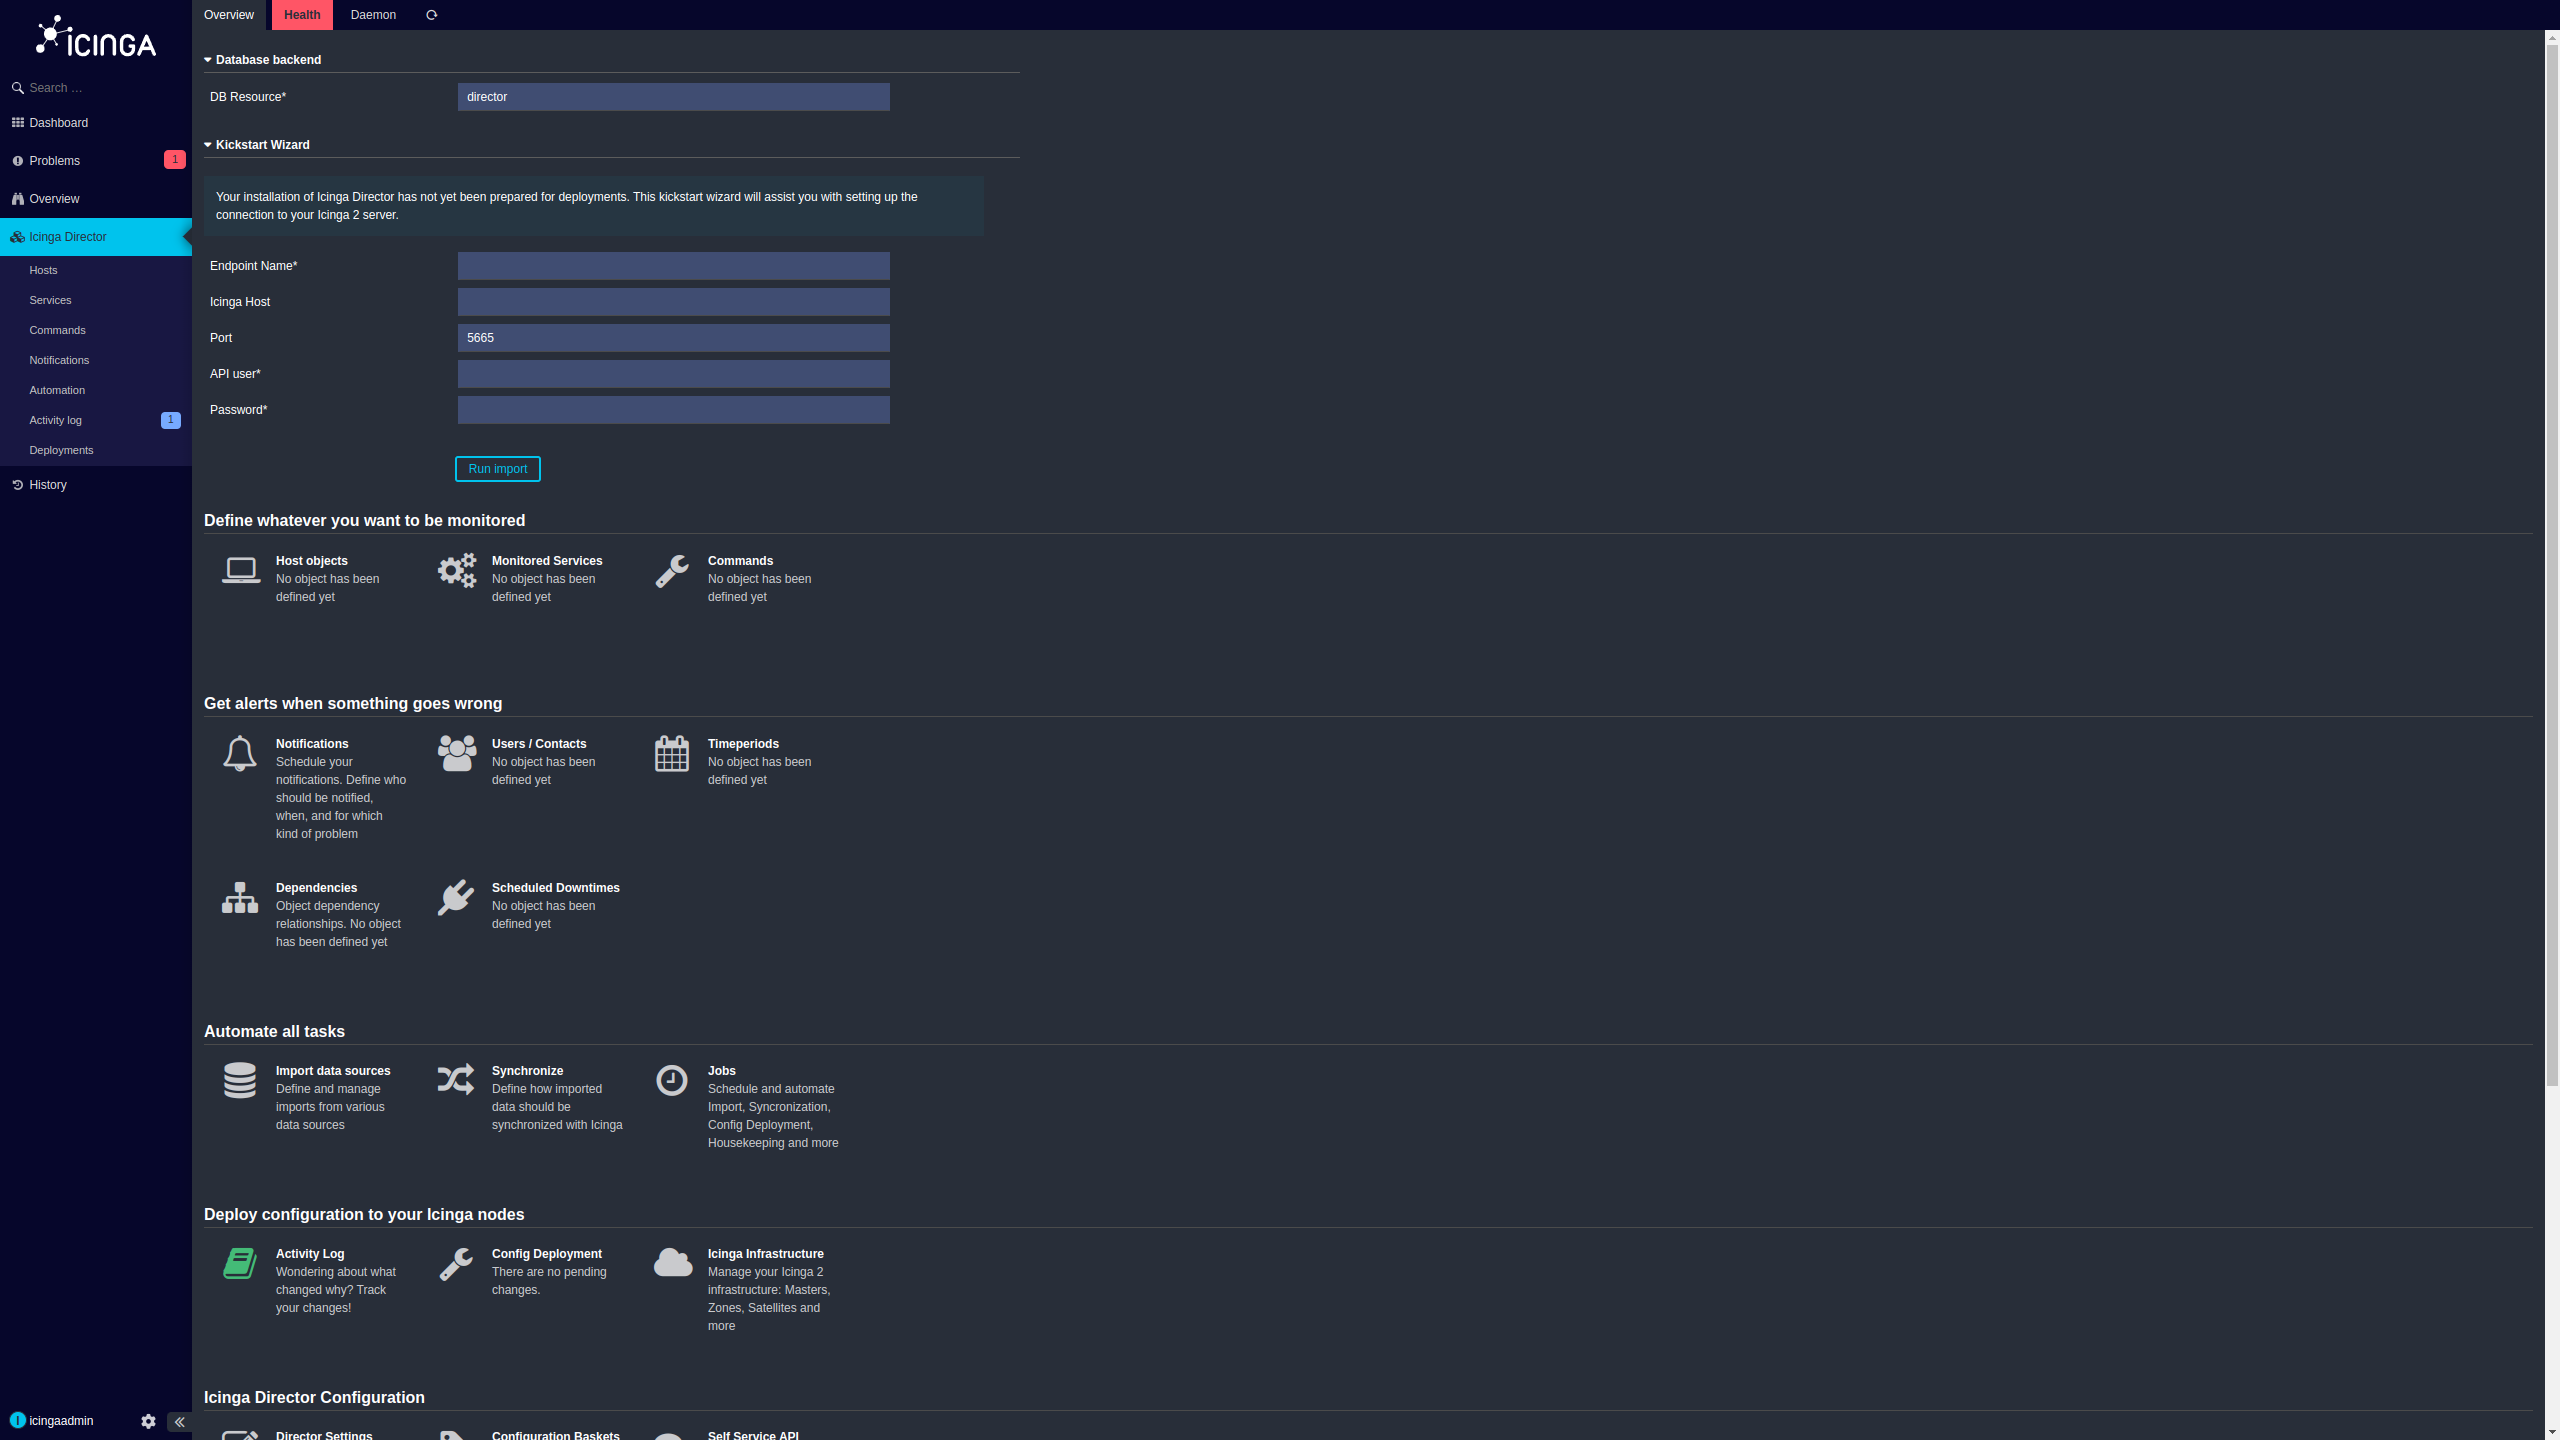 ICINGA
Search …
Dashboard
Problems 1
Overview
Icinga Director
Hosts
Services
Commands
Notifications
Automation
Activity log 1
Deployments
History
icingaadmin
Overview Health Daemon
Database backend
DB Resource* director
Kickstart Wizard
Your installation of Icinga Director has not yet been prepared for deployments. This kickstart wizard will assist you with setting up the
connection to your Icinga 2 server.
Endpoint Name*
Icinga Host
Port 5665
API user*
Password*
Run import
Define whatever you want to be monitored
Host objects
No object has been
defined yet
Monitored Services
No object has been
defined yet
Commands
No object has been
defined yet
Get alerts when something goes wrong
Notifications
Schedule your
notifications. Define who
should be notified,
when, and for which
kind of problem
Users / Contacts
No object has been
defined yet
Timeperiods
No object has been
defined yet
Dependencies
Object dependency
relationships. No object
has been defined yet
Scheduled Downtimes
No object has been
defined yet
Automate all tasks
Import data sources
Define and manage
imports from various
data sources
Synchronize
Define how imported
data should be
synchronized with Icinga
Jobs
Schedule and automate
Import, Syncronization,
Config Deployment,
Housekeeping and more
Deploy configuration to your Icinga nodes
Activity Log
Wondering about what
changed why? Track
your changes!
Config Deployment
There are no pending
changes.
Icinga Infrastructure
Manage your Icinga 2
infrastructure: Masters,
Zones, Satellites and
more
Icinga Director Configuration
Director Settings
Configuration Baskets
Self Service API